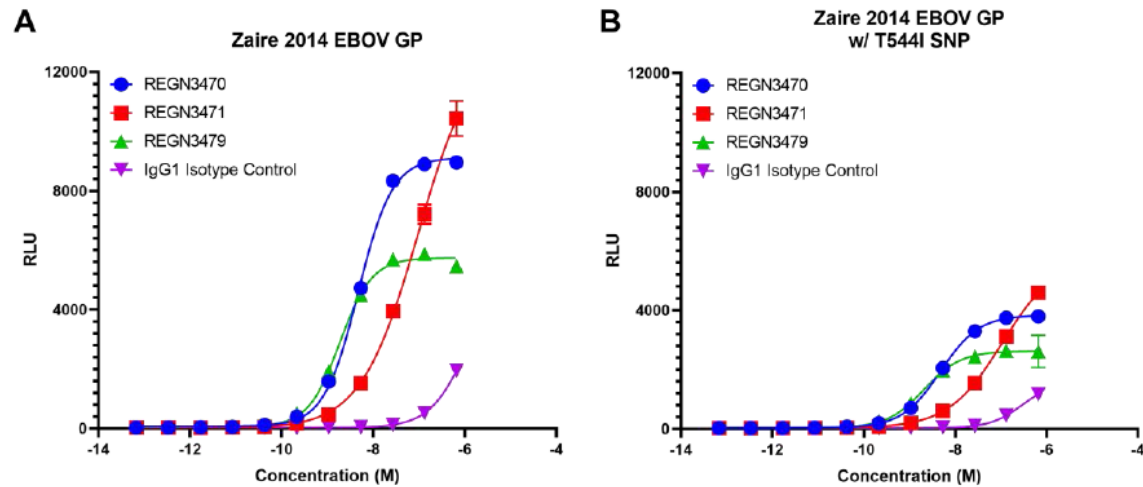 A
Zaire 2014 EBOV GP
12000
8000
4000
0
RLU
REGN3470
REGN3471
REGN3479
IgG1 Isotype Control
-14
-12
-10
-8
-6
-4
Concentration (M)
B
Zaire 2014 EBOV GP
w/ T544I SNP
12000
8000
4000
0
RLU
REGN3470
REGN3471
REGN3479
IgG1 Isotype Control
-14
-12
-10
-8
-6
-4
Concentration (M)